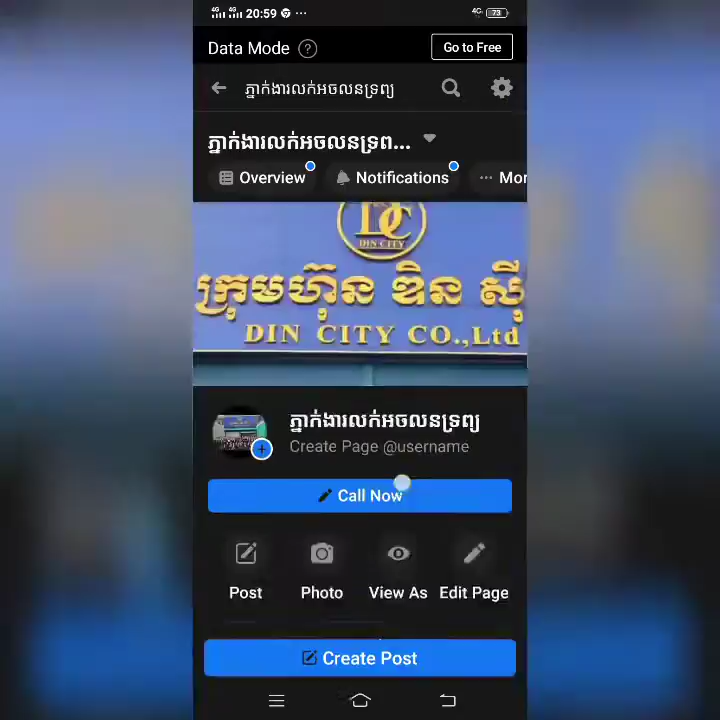 4G 4G 20:59 ... 4G 73
Data Mode ? Go to Free
ភ្នាក់ងារលក់អចលនទ្រព្យ
ភ្នាក់ងារលក់អចលនទ្រព...
Overview Notifications ... Mor
DC
DIN CITY
ក្រុមហ៊ុន ឌិន ស៊ី
DIN CITY CO.,Ltd
ភ្នាក់ងារលក់អចលនទ្រព្យ
Create Page @username
Call Now
Post Photo View As Edit Page
Create Post